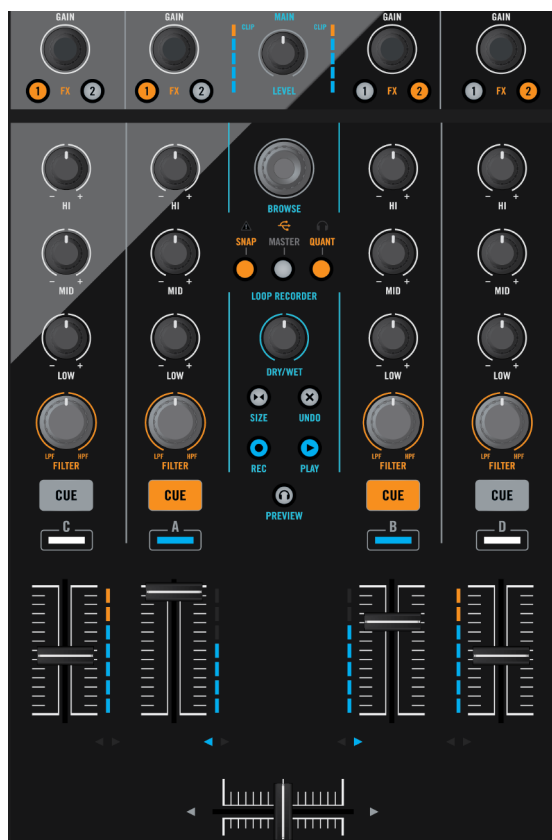 GAIN GAIN MAIN GAIN GAIN
CLIP CLIP
1 FX 2 1 FX 2 LEVEL 1 FX 2 1 FX 2
- + - + - + - +
HI HI BROWSE HI HI
SNAP MASTER QUANT
- + - + - + - +
MID MID LOOP RECORDER MID MID
- + - + - + - +
LOW LOW DRY/WET LOW LOW
SIZE UNDO
LPF HPF LPF HPF LPF HPF LPF HPF
FILTER FILTER REC PLAY FILTER FILTER
CUE CUE CUE CUE
PREVIEW
C A B D